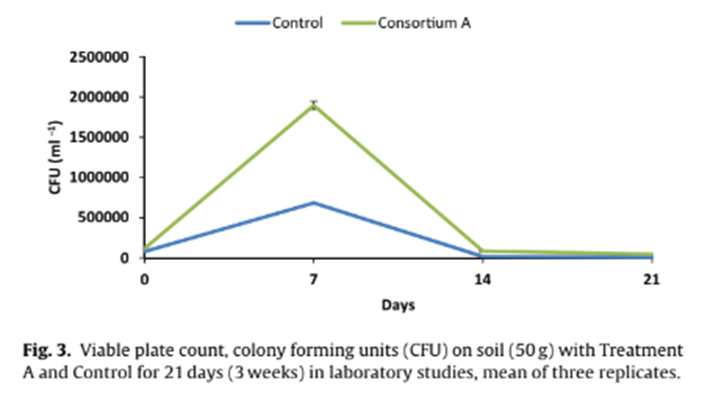 Control Consortium A
2500000
2000000
1500000
1000000
500000
0
CFU (ml ⁻¹)
0 7 14 21
Days
Fig. 3. Viable plate count, colony forming units (CFU) on soil (50 g) with Treatment
A and Control for 21 days (3 weeks) in laboratory studies, mean of three replicates.